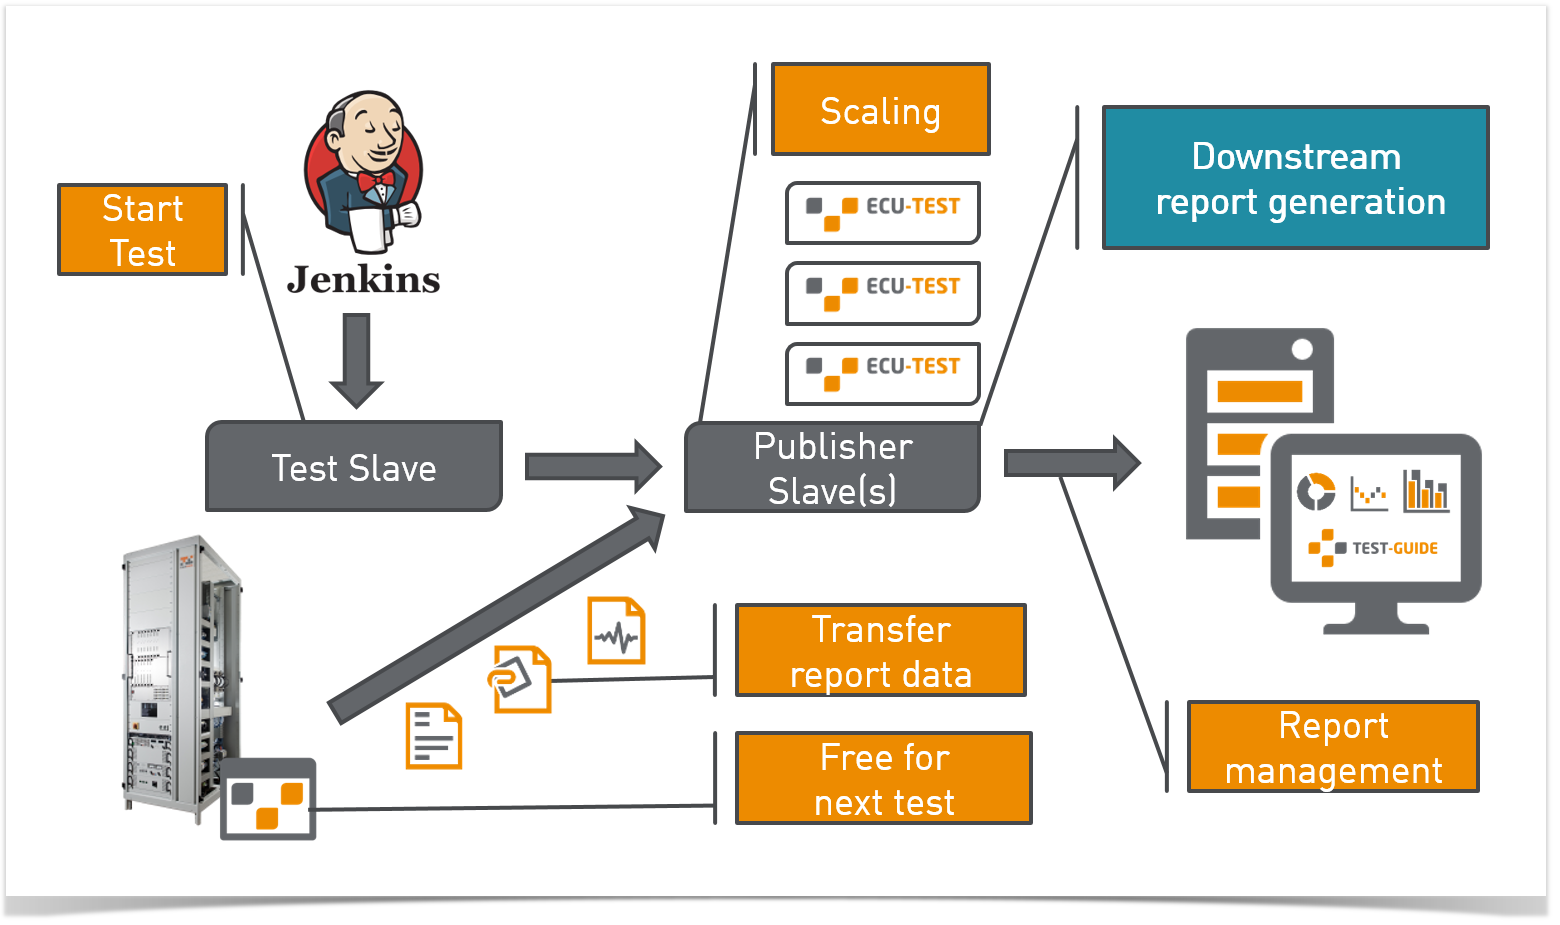 Scaling
Downstream
report generation
Start
Test
ECU-TEST
Jenkins
ECU-TEST
ECU-TEST
Test Slave
Publisher
Slave(s)
TEST-GUIDE
Transfer
report data
Report
management
Free for
next test